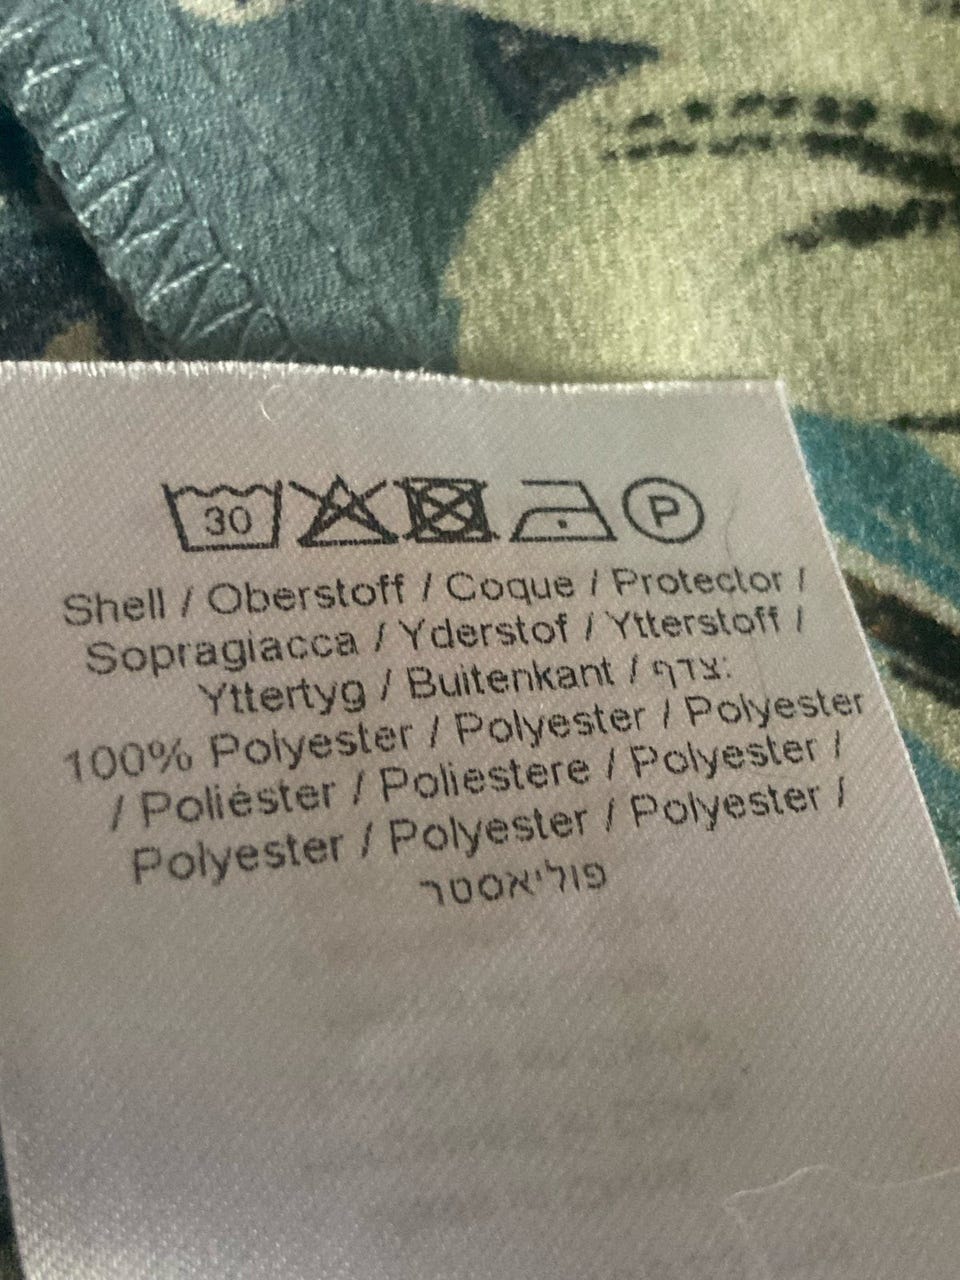 30 P
Shell / Oberstoff / Coque / Protector /
Sopragiacca / Yderstof / Ytterstoff /
Yttertyg / Buitenkant / צדף:
100% Polyester / Polyester / Polyester
/ Poliéster / Poliestere / Polyester /
Polyester / Polyester / Polyester /
פוליאסטר